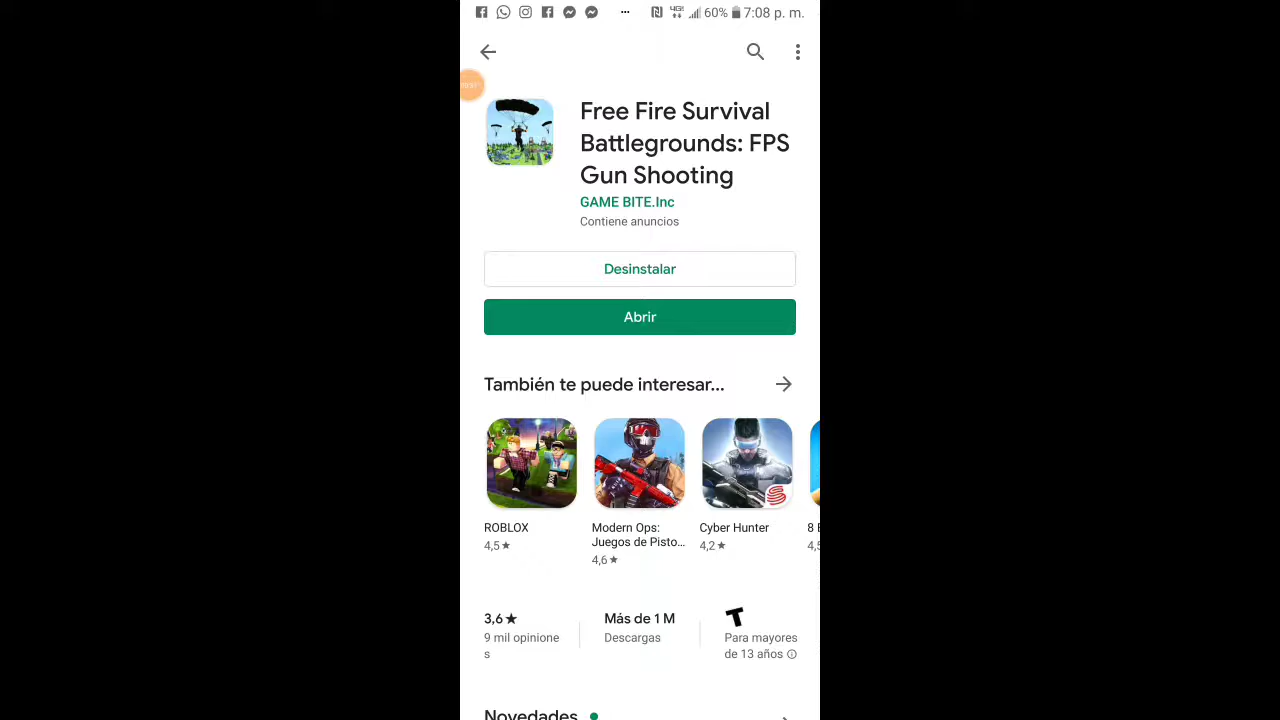 60% 7:08 p. m.
Free Fire Survival
Battlegrounds: FPS
Gun Shooting
GAME BITE.Inc
Contiene anuncios
Desinstalar
Abrir
También te puede interesar...
ROBLOX
4,5★
Modern Ops:
Juegos de Pisto...
4,6★
Cyber Hunter
4,2★
3,6★
9 mil opinione
s
Más de 1 M
Descargas
T
Para mayores
de 13 años
Novedades